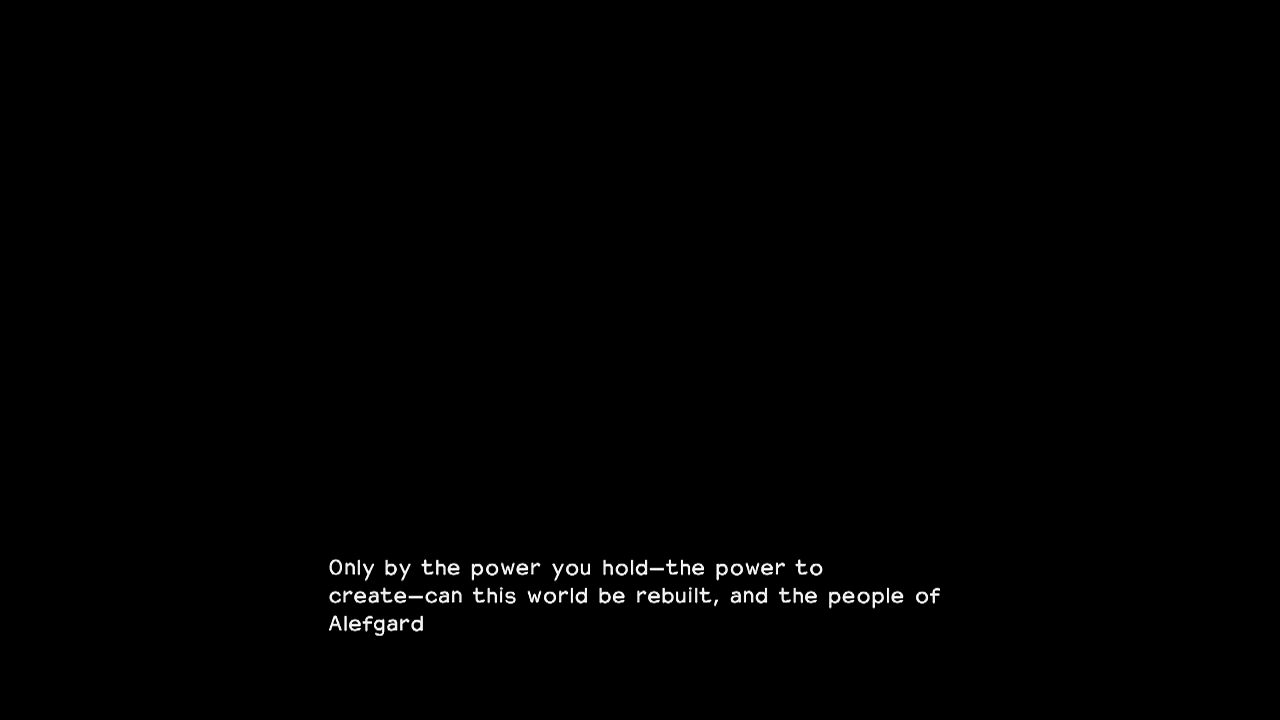 Only by the power you hold—the power to
create—can this world be rebuilt, and the people of
Alefgard